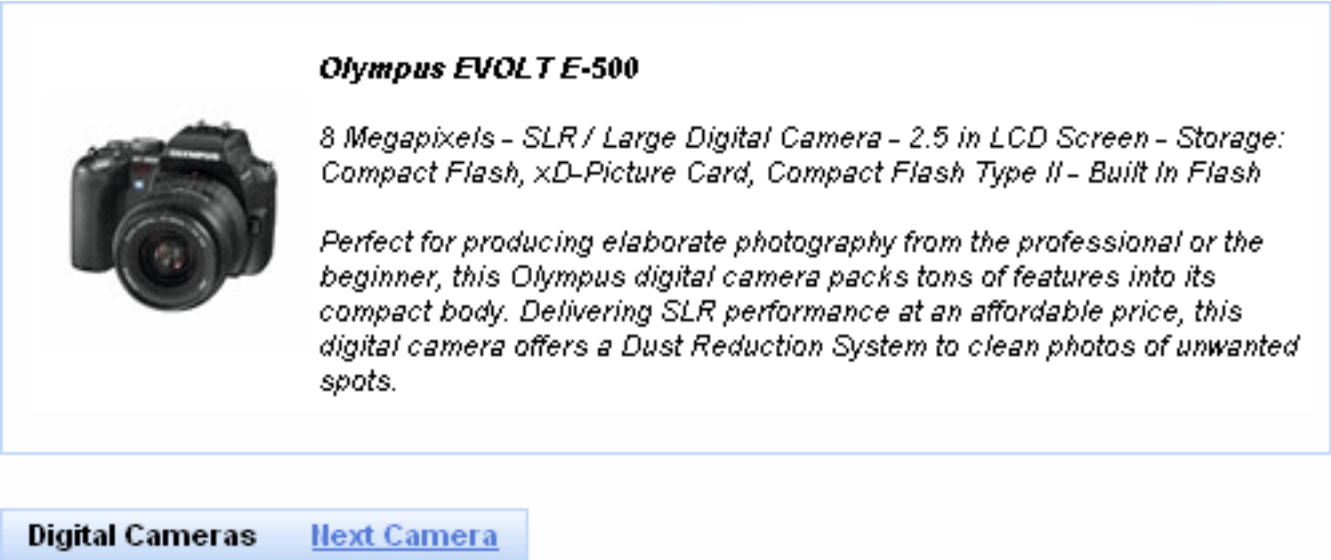 Olympus EVOLT E-500
8 Megapixels - SLR / Large Digital Camera - 2.5 in LCD Screen - Storage:
Compact Flash, xD-Picture Card, Compact Flash Type II - Built In Flash
Perfect for producing elaborate photography from the professional or the
beginner, this Olympus digital camera packs tons of features into its
compact body. Delivering SLR performance at an affordable price, this
digital camera offers a Dust Reduction System to clean photos of unwanted
spots.
OLYMPUS
Digital Cameras Next Camera